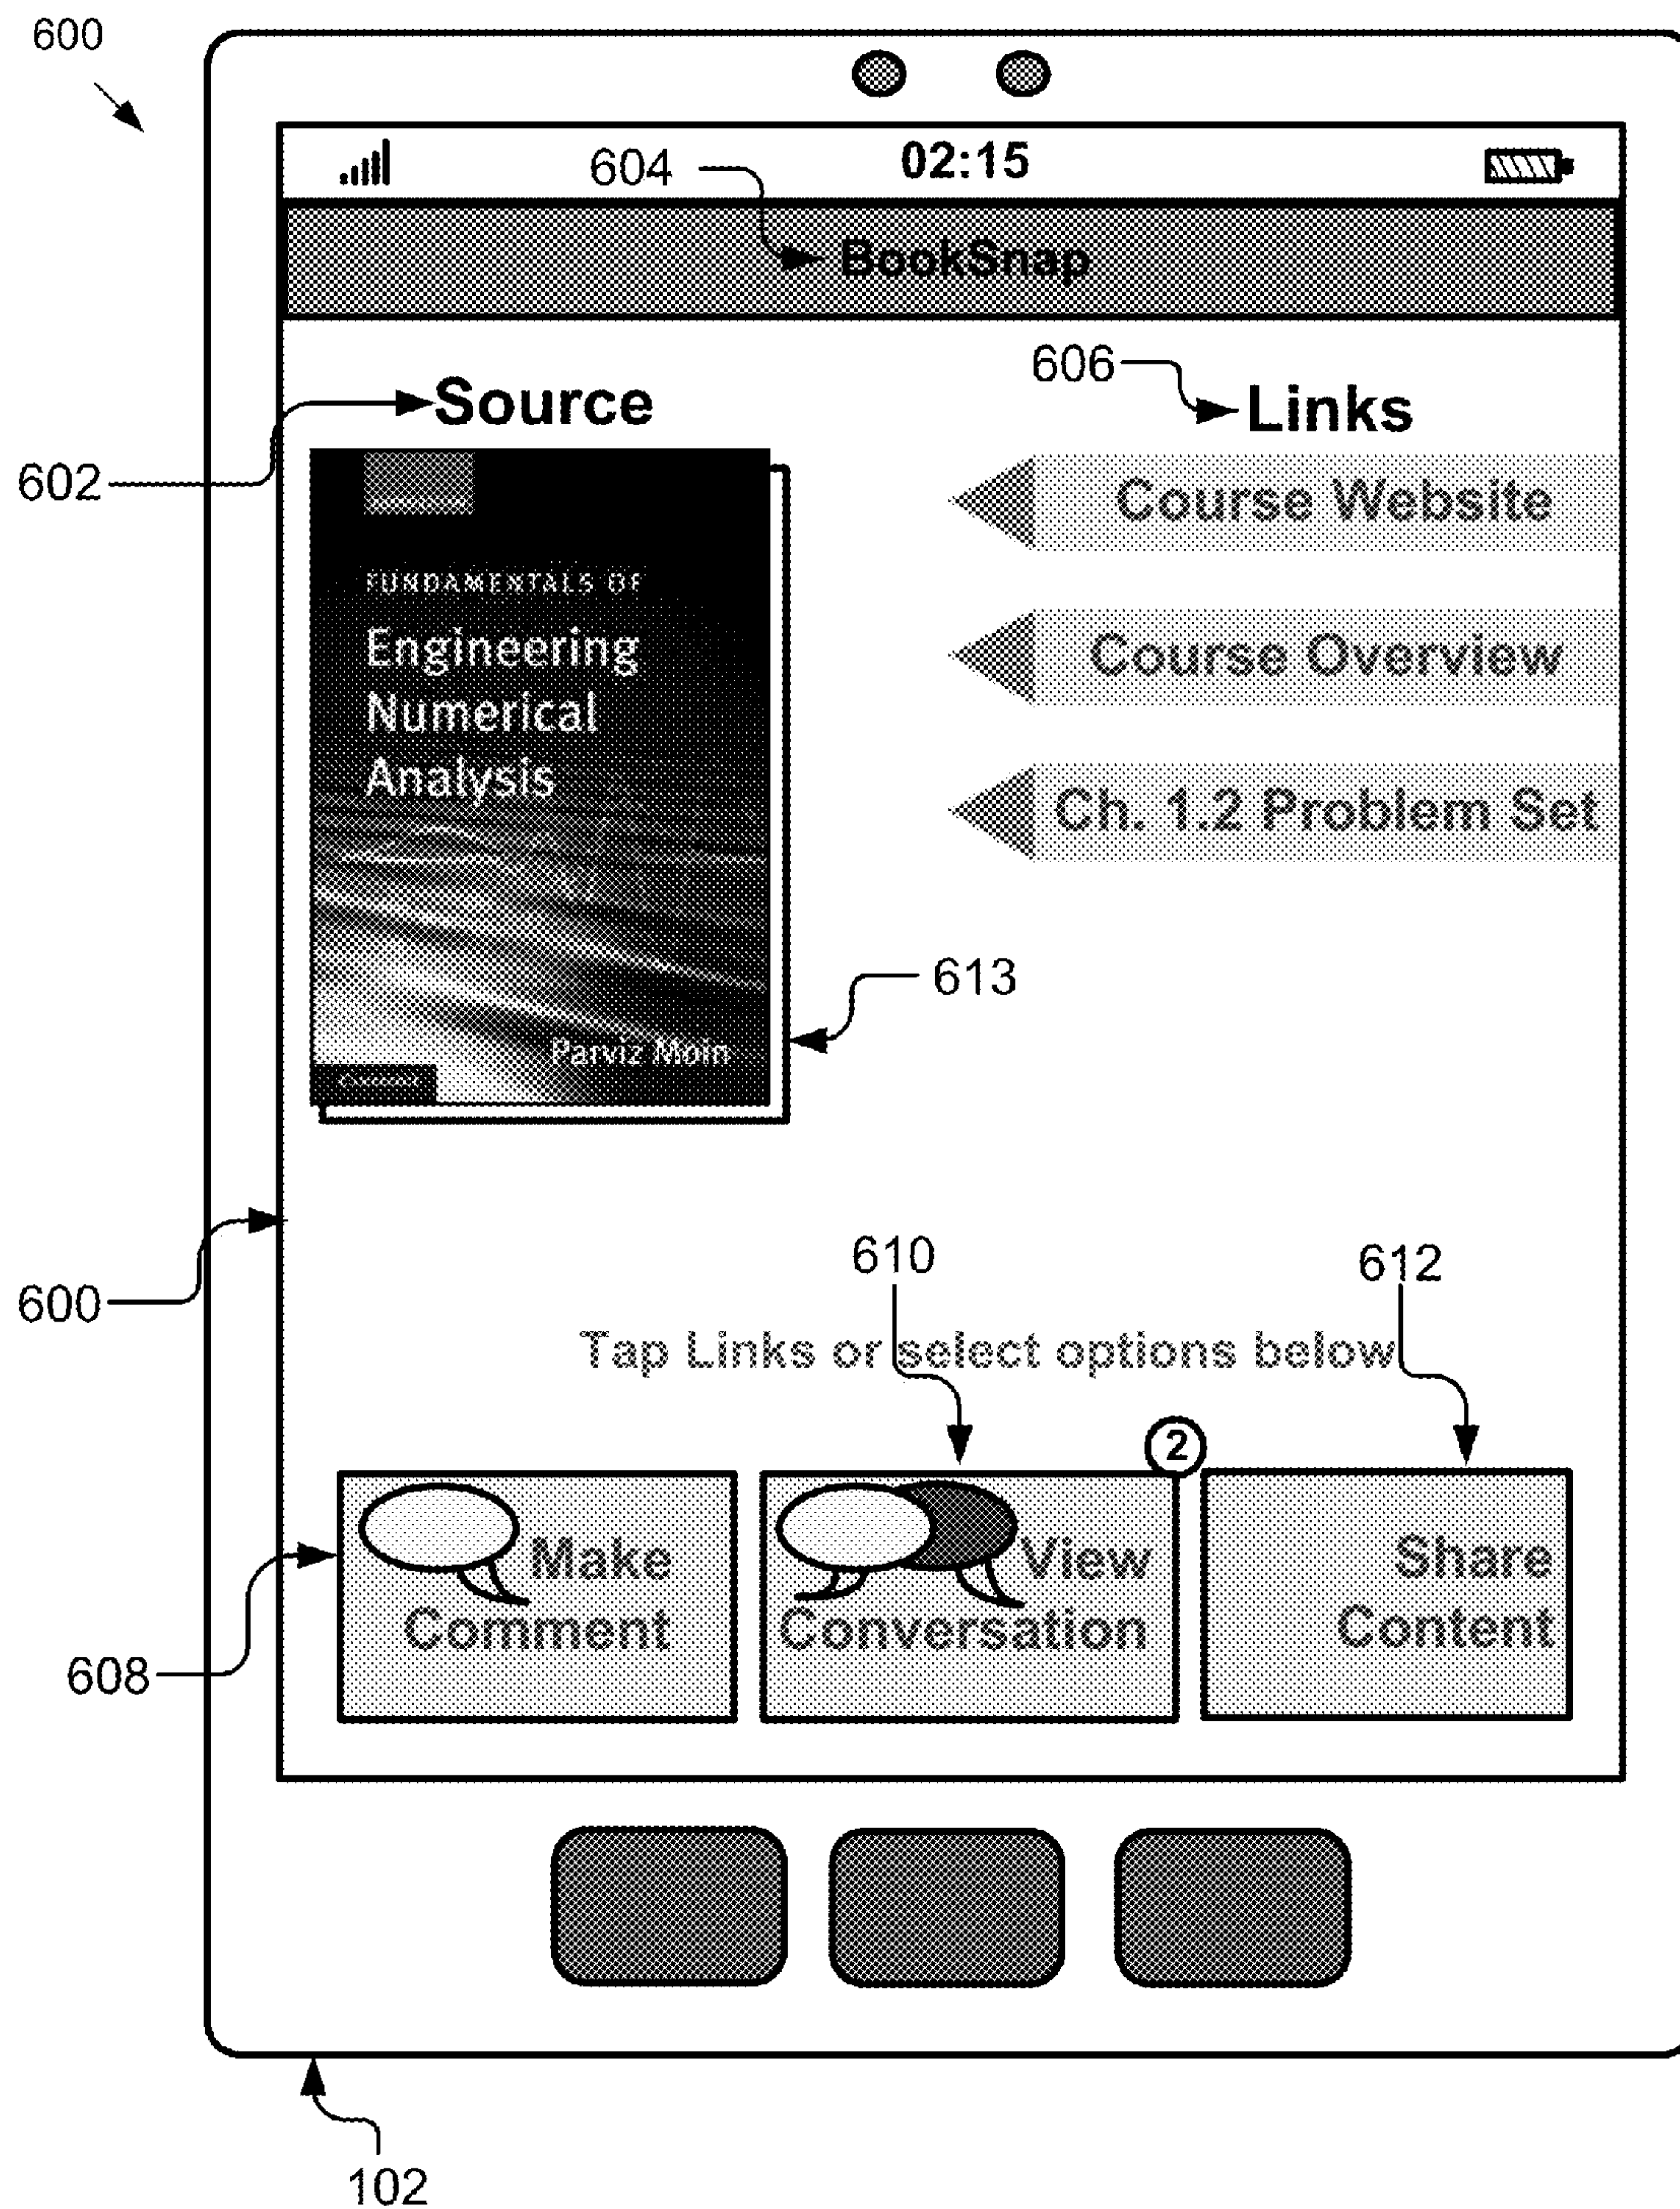 600
604
02:15
BookSnap
606
Source
Links
602
Course Website
FUNDAMENTALS OF
Engineering
Numerical
Analysis
Course Overview
Ch. 1.2 Problem Set
613
Parviz Moin
600
610
612
Tap Links or select options below
2
Make
Comment
View
Conversation
Share
Content
608
102